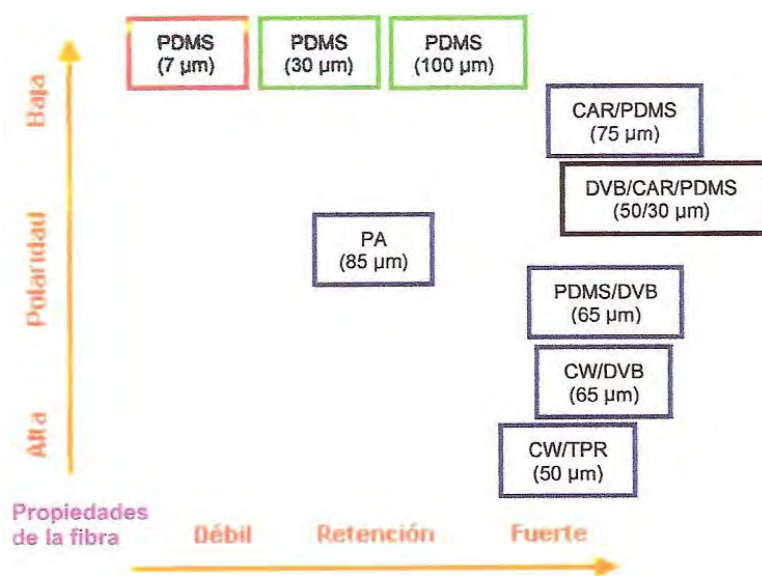 PDMS
(7 µm)
PDMS
(30 µm)
PDMS
(100 µm)
CAR/PDMS
(75 µm)
DVB/CAR/PDMS
(50/30 µm)
PA
(85 µm)
PDMS/DVB
(65 µm)
CW/DVB
(65 µm)
CW/TPR
(50 µm)
Baja
Polaridad
Alta
Propiedades
de la fibra
Débil
Retención
Fuerte